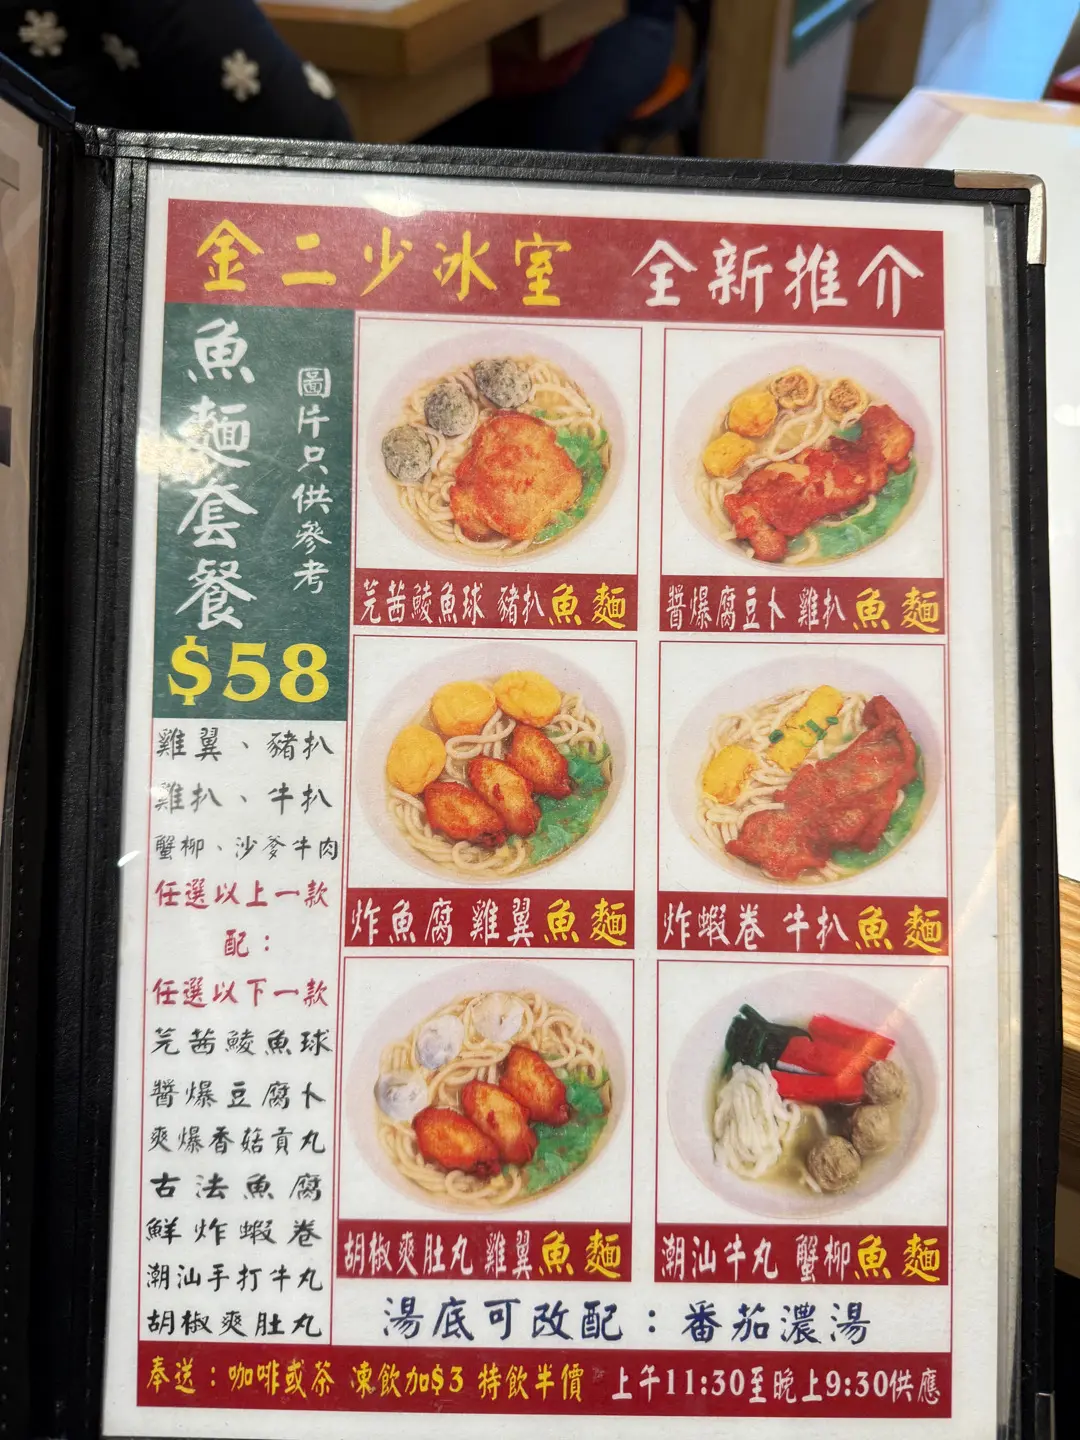 金二少冰室 全新推介
魚麵套餐
圖片只供參考
$58
雞翼、豬扒
雞扒、牛扒
蟹柳、沙爹牛肉
任選以上一款
配：
任選以下一款
芫茜鯪魚球
醬爆豆腐卜
爽爆香菇貢丸
古法魚腐
鮮炸蝦卷
潮汕手打牛丸
胡椒爽肚丸
芫茜鯪魚球 豬扒魚麵
醬爆腐豆卜 雞扒魚麵
炸魚腐 雞翼魚麵
炸蝦卷 牛扒魚麵
胡椒爽肚丸 雞翼魚麵
潮汕牛丸 蟹柳魚麵
湯底可改配：番茄濃湯
奉送：咖啡或茶 凍飲加$3 特飲半價 上午11:30至晚上9:30供應